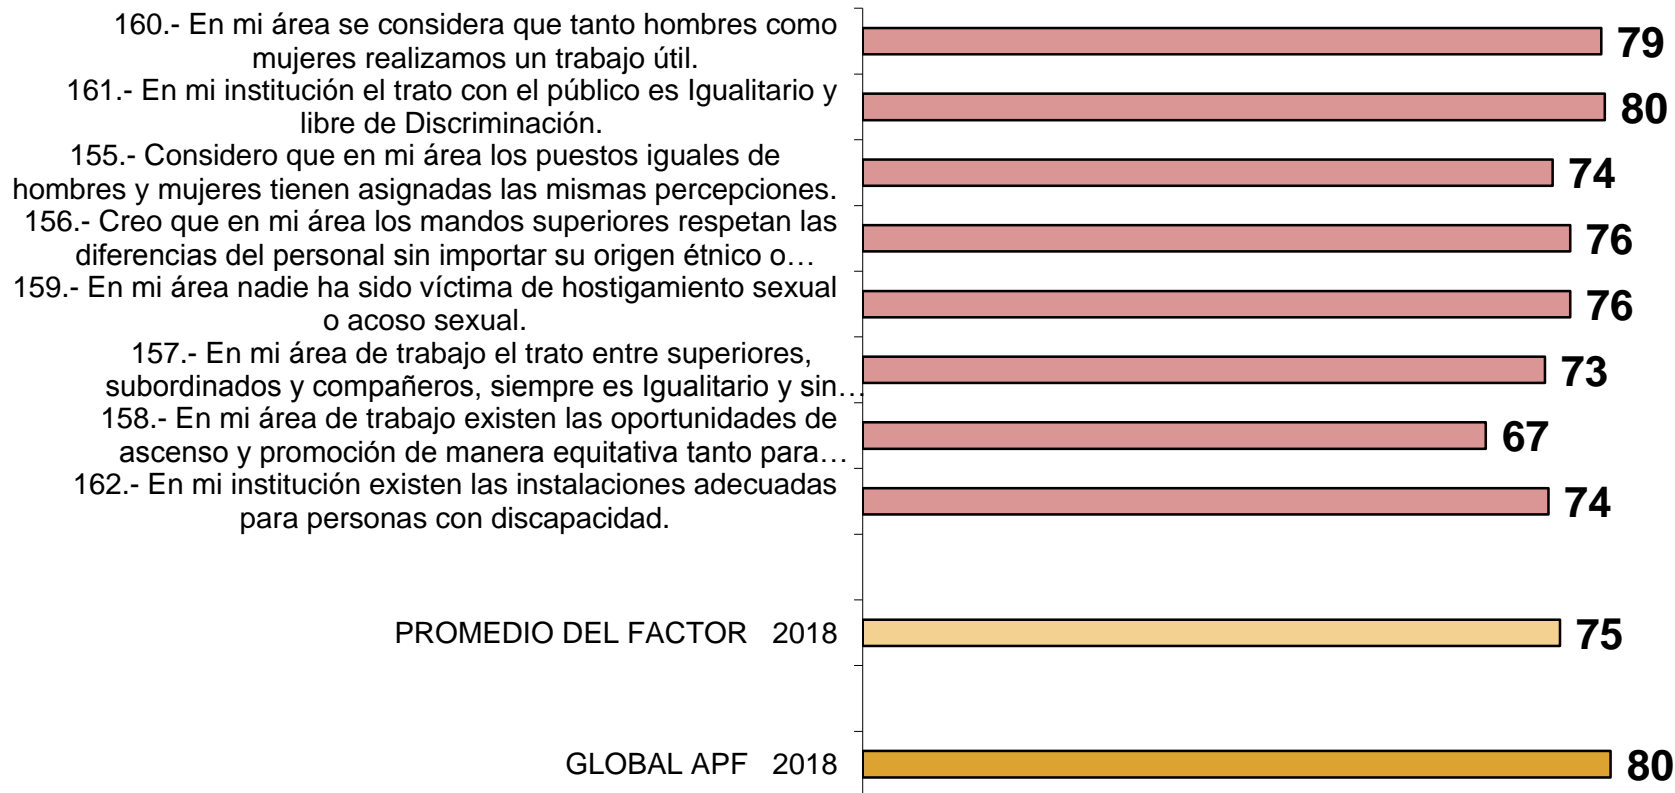 160.- En mi área se considera que tanto hombres como
mujeres realizamos un trabajo útil.
79
161.- En mi institución el trato con el público es Igualitario y
libre de Discriminación.
80
155.- Considero que en mi área los puestos iguales de
hombres y mujeres tienen asignadas las mismas percepciones.
74
156.- Creo que en mi área los mandos superiores respetan las
diferencias del personal sin importar su origen étnico o…
76
159.- En mi área nadie ha sido víctima de hostigamiento sexual
o acoso sexual.
76
157.- En mi área de trabajo el trato entre superiores,
subordinados y compañeros, siempre es Igualitario y sin…
73
158.- En mi área de trabajo existen las oportunidades de
ascenso y promoción de manera equitativa tanto para…
67
162.- En mi institución existen las instalaciones adecuadas
para personas con discapacidad.
74
PROMEDIO DEL FACTOR 2018
75
GLOBAL APF 2018
80